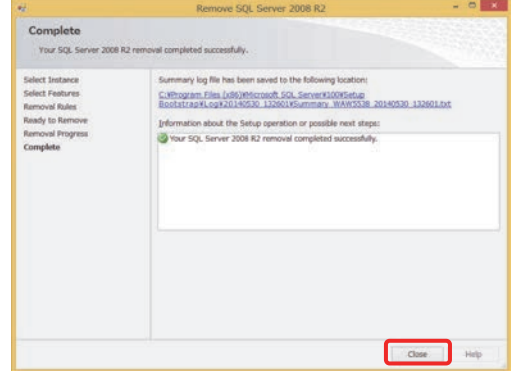 Remove SQL Server 2008 R2
Complete
Your SQL Server 2008 R2 removal completed successfully.
Select Instance
Select Features
Removal Rules
Ready to Remove
Removal Progress
Complete
Summary log file has been saved to the following location:
C:¥Program Files (x86)¥Microsoft SQL Server¥100¥Setup
Bootstrap¥Log¥20140530_132601¥Summary_WAW5538_20140530_132601.txt
Information about the Setup operation or possible next steps:
Your SQL Server 2008 R2 removal completed successfully.
Close
Help